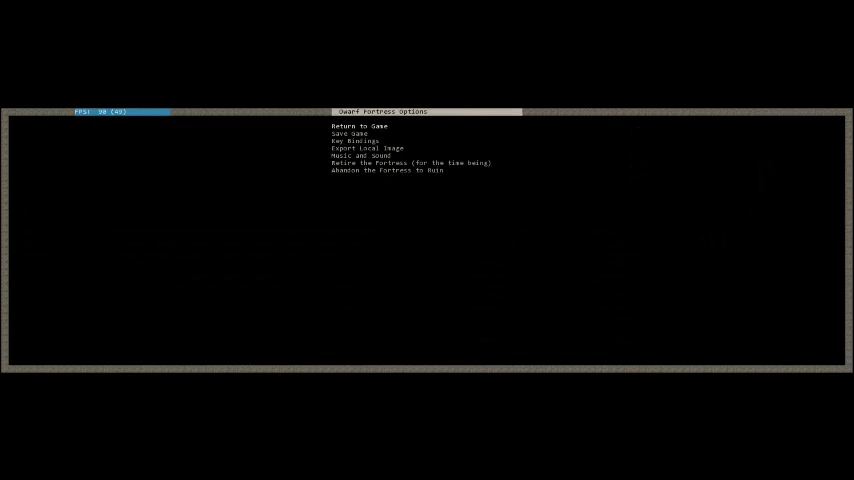 FPS: 90 (49)
Dwarf Fortress Options
Return to Game
Save Game
Key Bindings
Export Local Image
Music and Sound
Retire the Fortress (for the time being)
Abandon the Fortress to Ruin